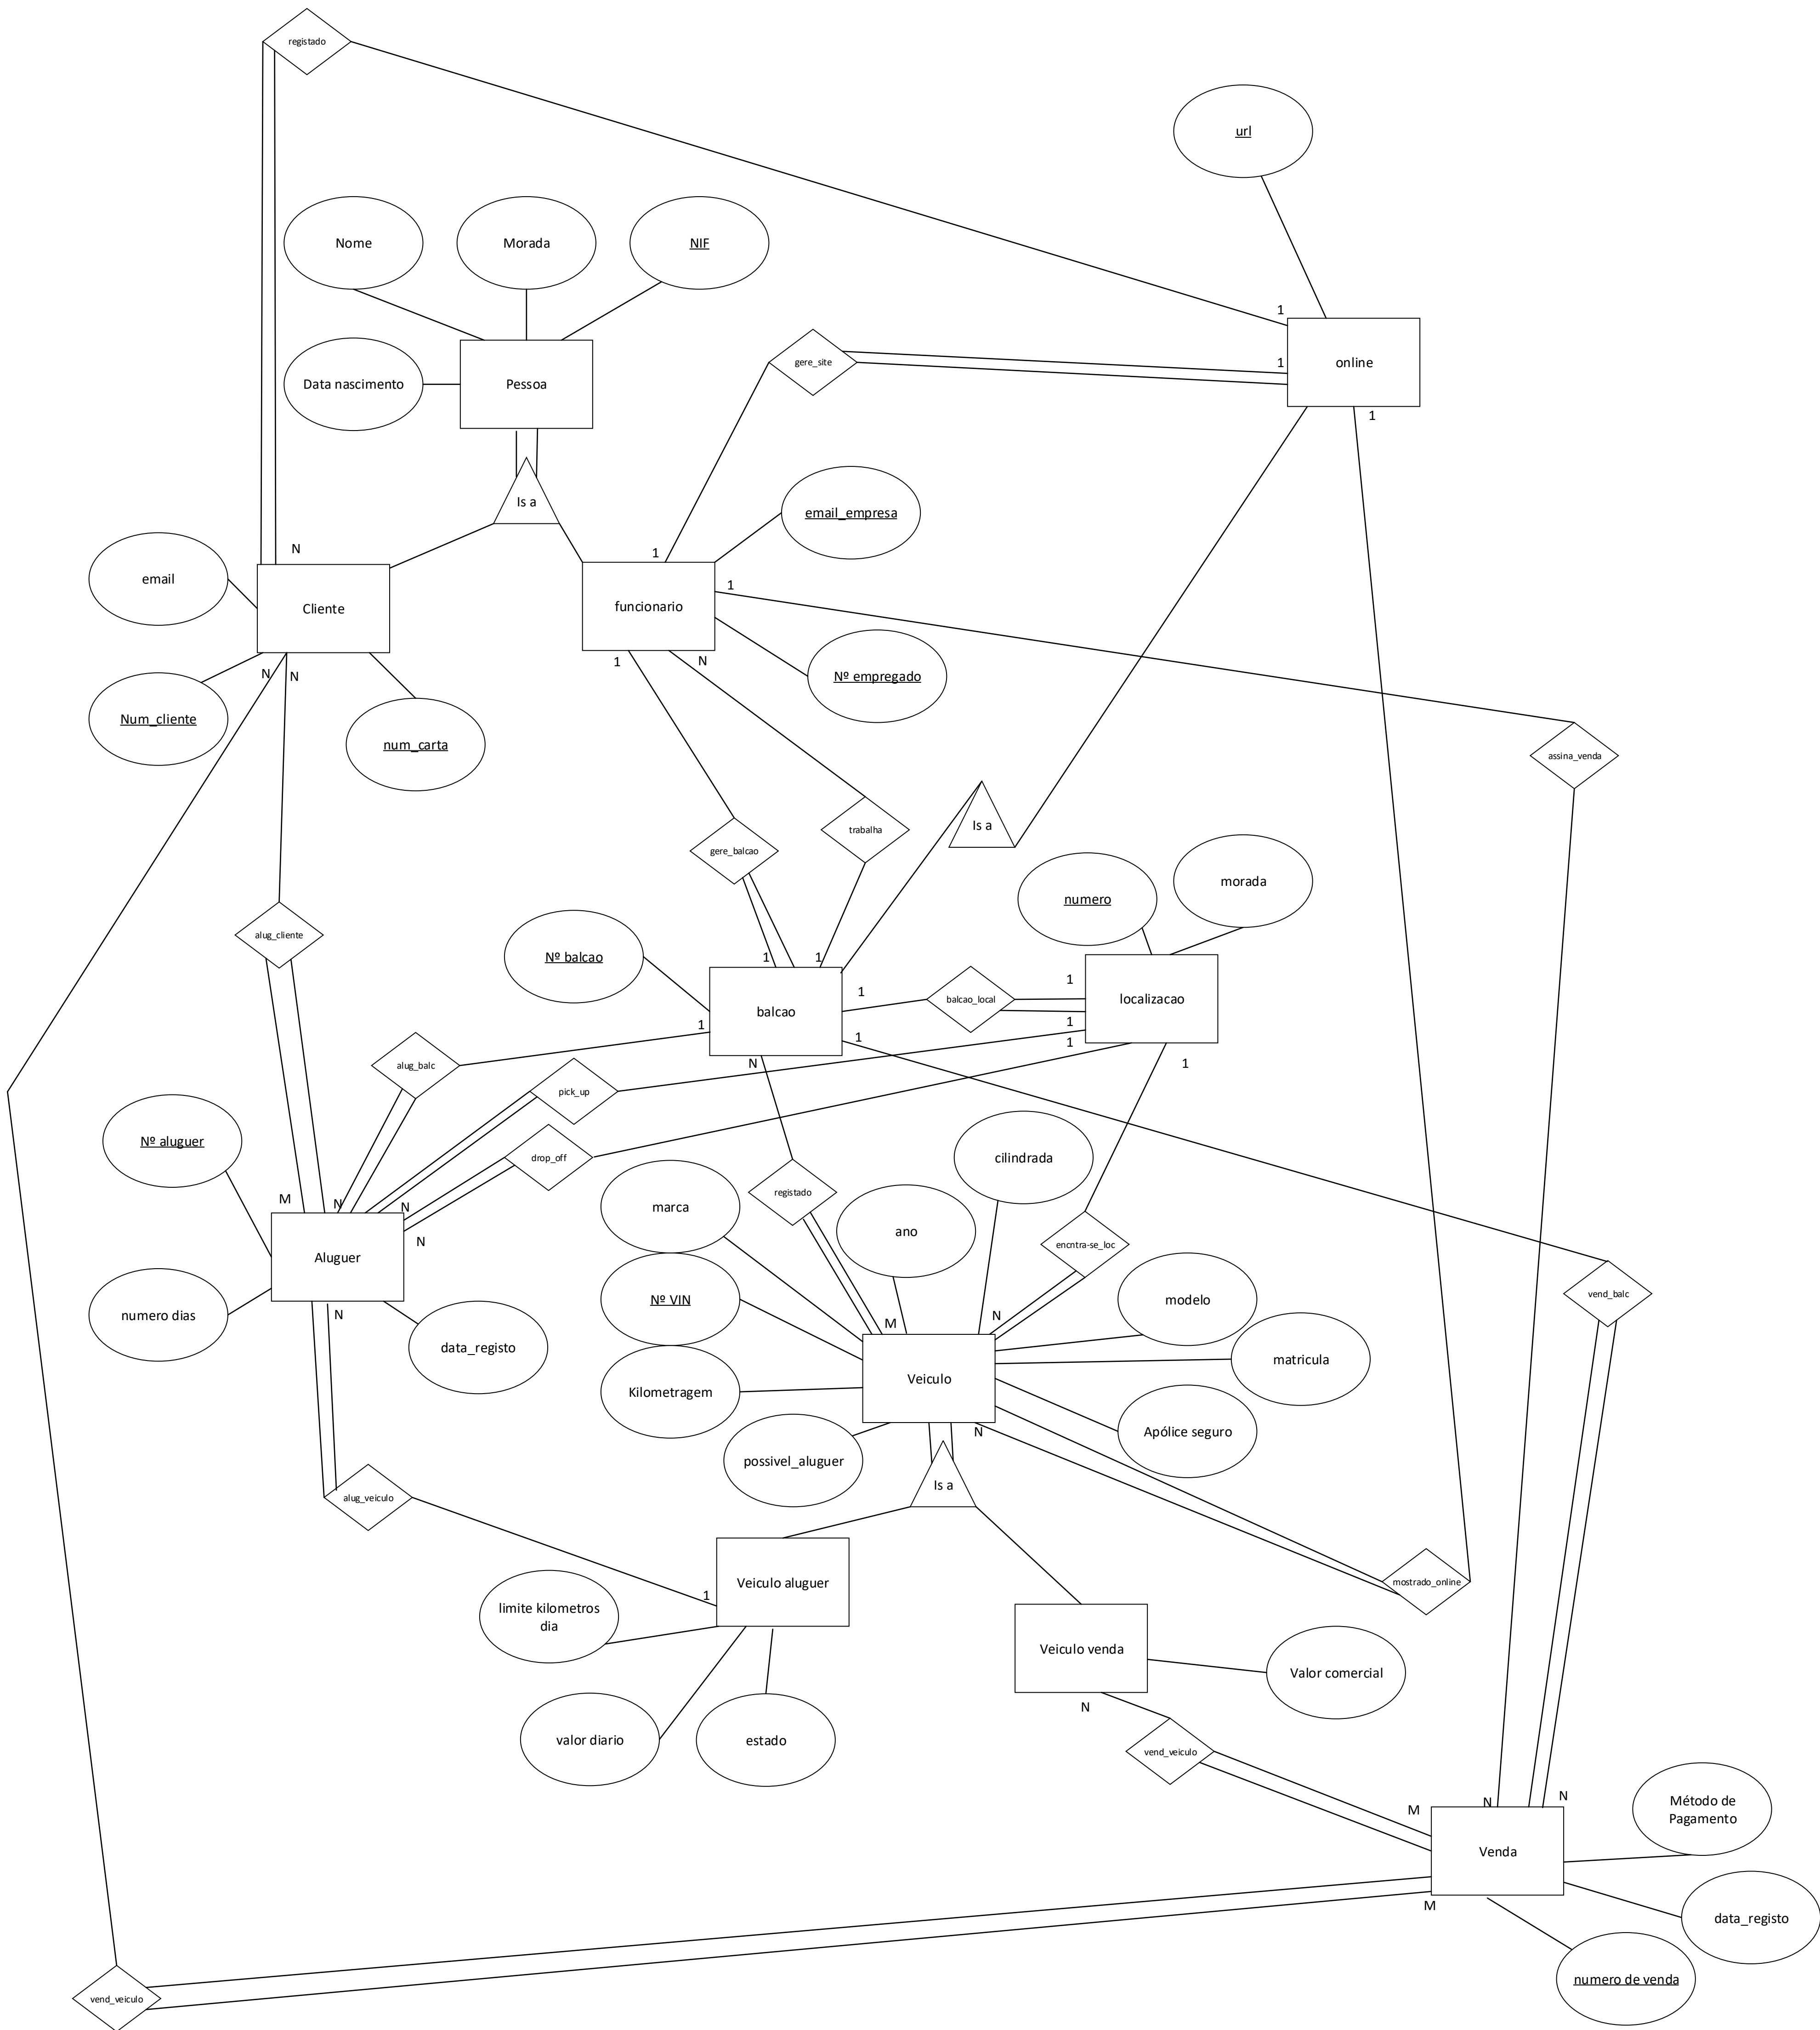 registado
url
Nome
Morada
NIF
1
gere_site
1
online
Data nascimento
Pessoa
1
Is a
email_empresa
N
1
email
1
Cliente
funcionario
N
N
1
N
Nº empregado
Num_cliente
num_carta
assina_venda
Is a
trabalha
gere_balcao
morada
numero
alug_cliente
Nº balcao
1
1
1
1
balcao_local
localizacao
balcao
1
1
1
1
alug_balc
N
1
pick_up
Nº aluguer
drop_off
cilindrada
registado
M
N
N
marca
ano
N
encntra-se_loc
Aluguer
vend_balc
Nº VIN
modelo
numero dias
N
M
N
data_registo
matricula
Veiculo
Kilometragem
N
Apólice seguro
possivel_aluguer
Is a
alug_veiculo
mostrado_online
Veiculo aluguer
1
limite kilometros
dia
Veiculo venda
Valor comercial
N
valor diario
estado
vend_veiculo
N
N
M
Método de
Pagamento
Venda
M
data_registo
numero de venda
vend_veiculo